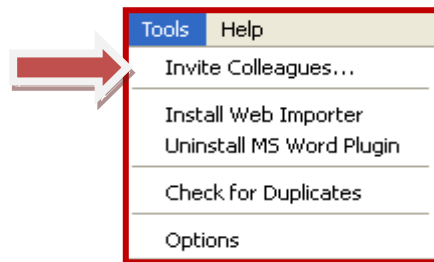 Tools Help
Invite Colleagues...
Install Web Importer
Uninstall MS Word Plugin
Check for Duplicates
Options